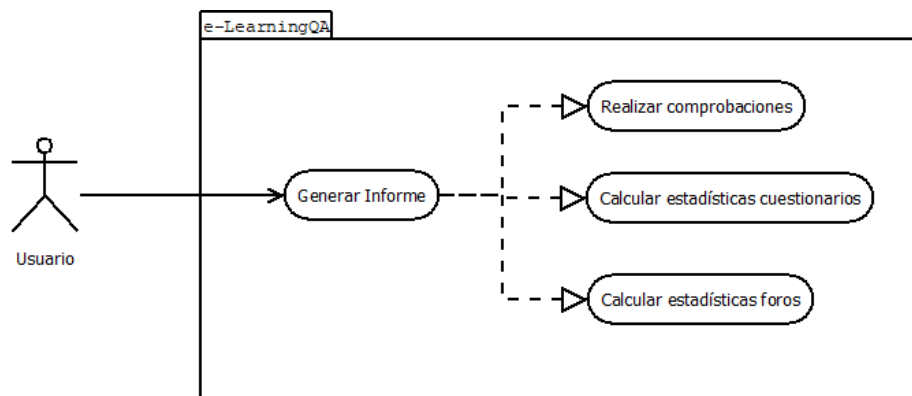 e-LearningQA
Realizar comprobaciones
Generar Informe
Calcular estadísticas cuestionarios
Usuario
Calcular estadísticas foros